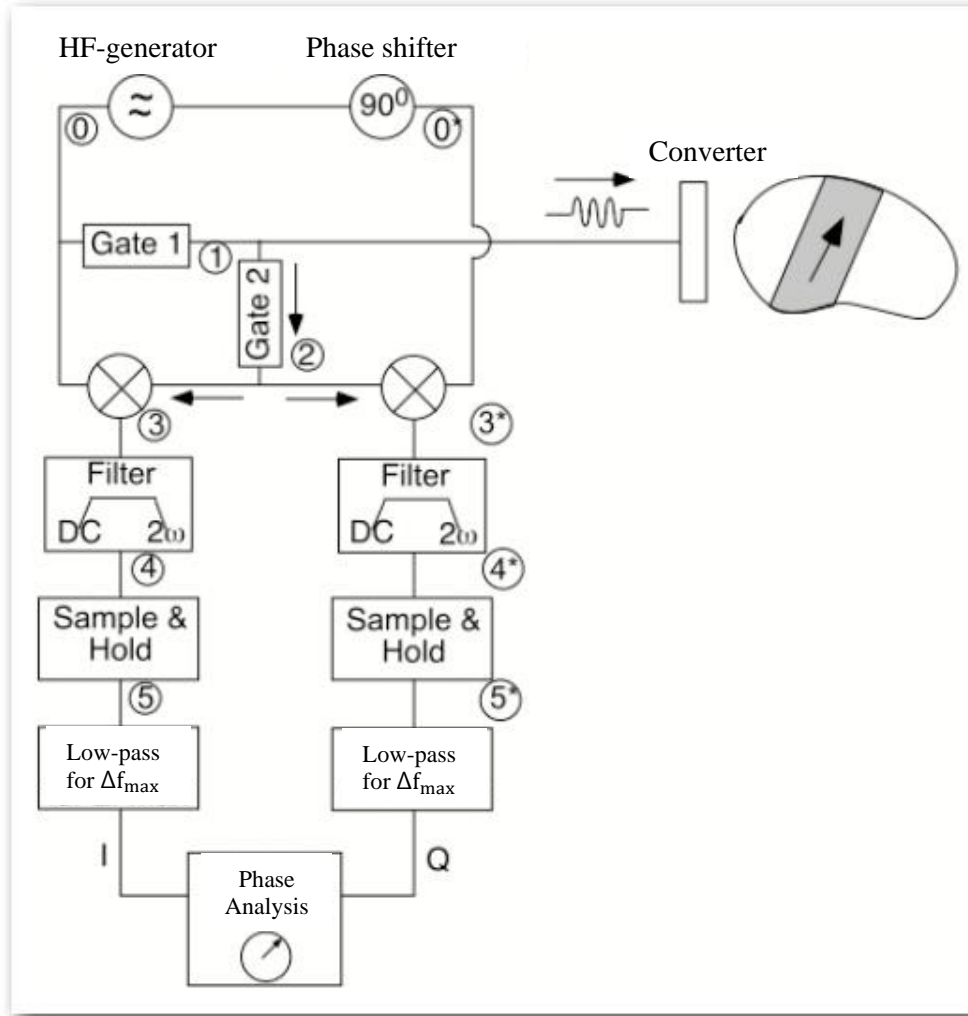 HF-generator
Phase shifter
≈
90⁰
0
0*
Converter
Gate 1
1
Gate 2
2
3
3*
Filter
DC 2ω
Filter
DC 2ω
4
4*
Sample &
Hold
Sample &
Hold
5
5*
Low-pass
for Δfmax
Low-pass
for Δfmax
I
Q
Phase
Analysis